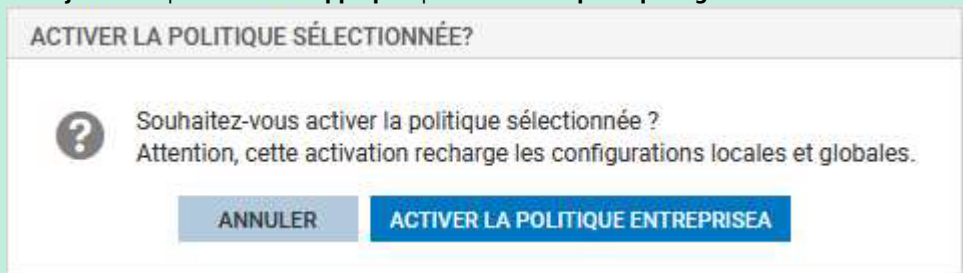 ACTIVER LA POLITIQUE SÉLECTIONNÉE?
Souhaitez-vous activer la politique sélectionnée ?
Attention, cette activation recharge les configurations locales et globales.
ANNULER
ACTIVER LA POLITIQUE ENTREPRISEA